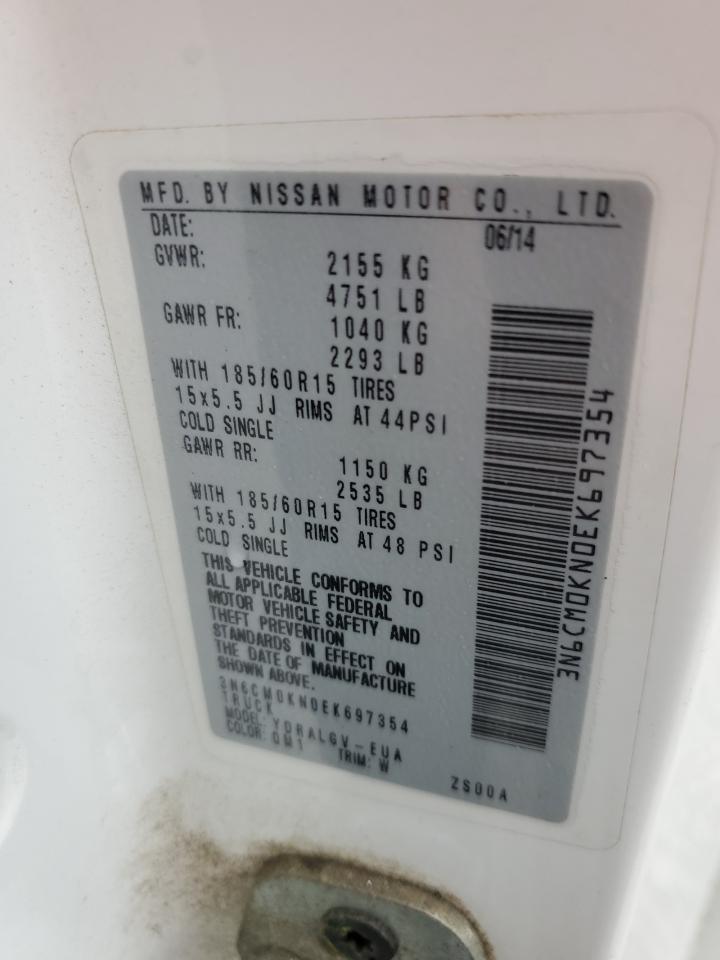 MFD. BY NISSAN MOTOR CO., LTD.
DATE: 06/14
GVWR: 2155 KG
4751 LB
GAWR FR: 1040 KG
2293 LB
WITH 185/60R15 TIRES
15x5.5 JJ RIMS AT 44PSI
COLD SINGLE
GAWR RR: 1150 KG
2535 LB
WITH 185/60R15 TIRES
15x5.5 JJ RIMS AT 48 PSI
COLD SINGLE
THIS VEHICLE CONFORMS TO
ALL APPLICABLE FEDERAL
MOTOR VEHICLE SAFETY AND
THEFT PREVENTION
STANDARDS IN EFFECT ON
THE DATE OF MANUFACTURE
SHOWN ABOVE.
3N6CM0KN0EK697354
TRUCK
MODEL: YDRALGV-EUA
COLOR: QM1 TRIM: W
ZS00A
3N6CM0KN0EK697354